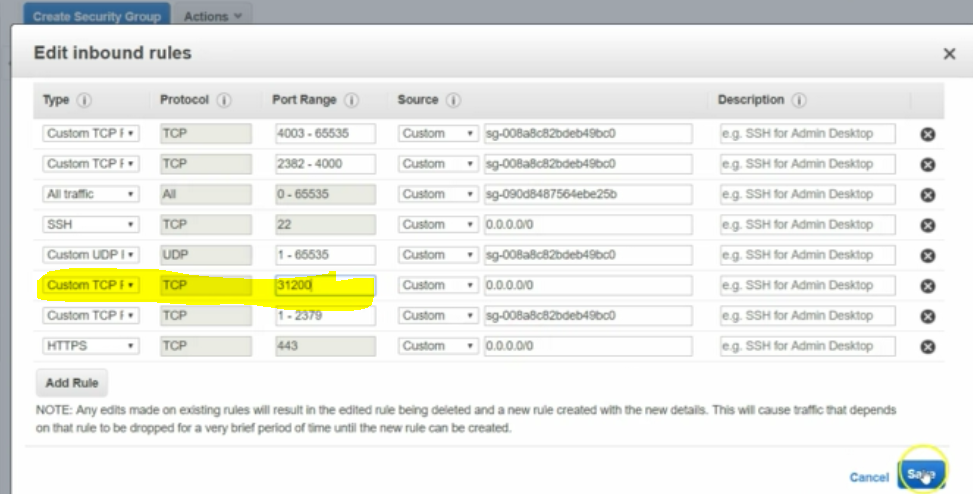 Create Security Group Actions
Edit inbound rules
Type Protocol Port Range Source Description
Custom TCP F TCP 4003 - 65535 Custom sg-008a8c82bdeb49bc0 e.g. SSH for Admin Desktop
Custom TCP F TCP 2382 - 4000 Custom sg-008a8c82bdeb49bc0 e.g. SSH for Admin Desktop
All traffic All 0 - 65535 Custom sg-090d8487564ebe25b e.g. SSH for Admin Desktop
SSH TCP 22 Custom 0.0.0.0/0 e.g. SSH for Admin Desktop
Custom UDP I UDP 1 - 65535 Custom sg-008a8c82bdeb49bc0 e.g. SSH for Admin Desktop
Custom TCP F TCP 31200 Custom 0.0.0.0/0 e.g. SSH for Admin Desktop
Custom TCP F TCP 1 - 2379 Custom sg-008a8c82bdeb49bc0 e.g. SSH for Admin Desktop
HTTPS TCP 443 Custom 0.0.0.0/0 e.g. SSH for Admin Desktop
Add Rule
NOTE: Any edits made on existing rules will result in the edited rule being deleted and a new rule created with the new details. This will cause traffic that depends
on that rule to be dropped for a very brief period of time until the new rule can be created.
Cancel Save